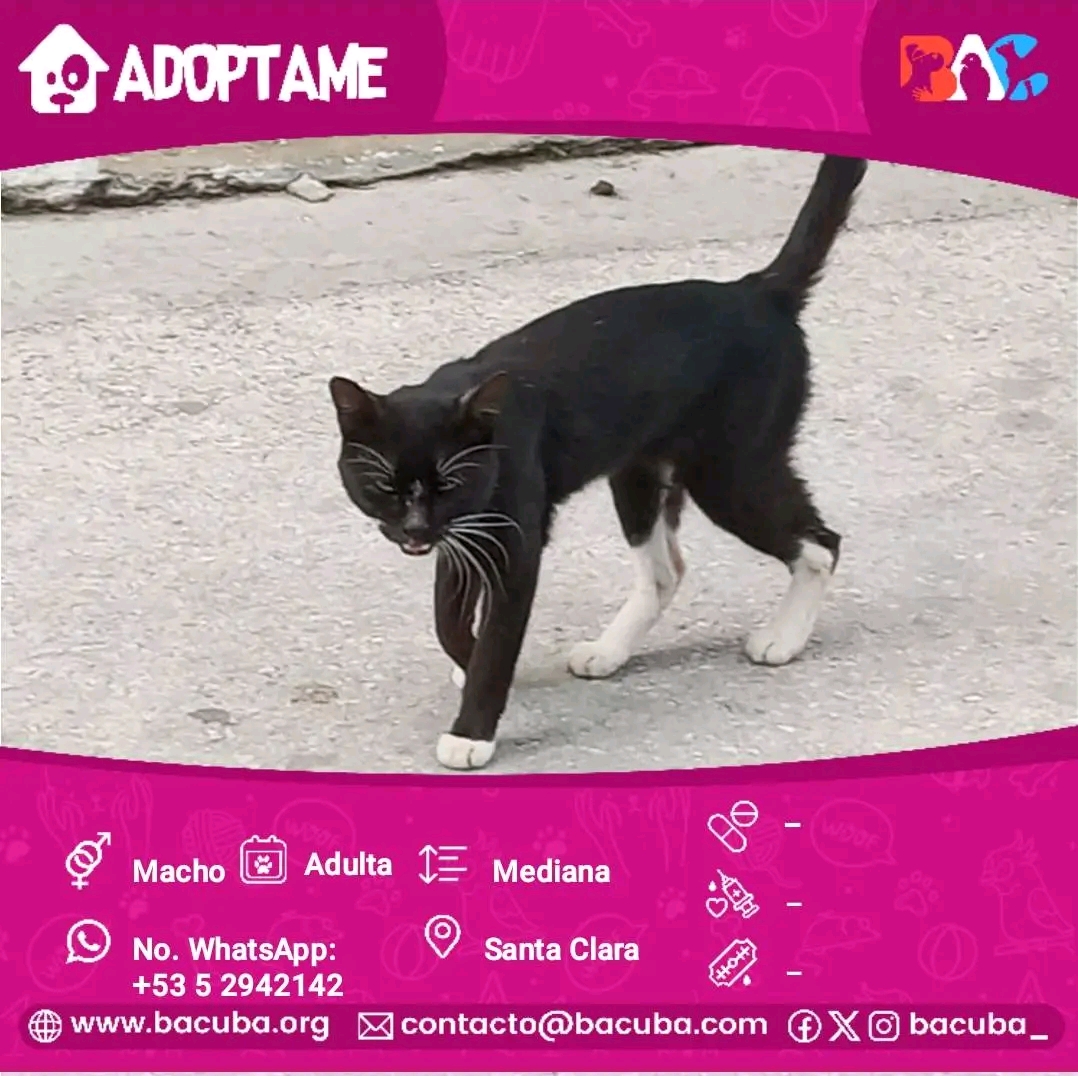 ADOPTAME
BAC
Macho
Adulta
Mediana
-
-
No. WhatsApp:
+53 5 2942142
Santa Clara
-
www.bacuba.org
contacto@bacuba.com
bacuba_